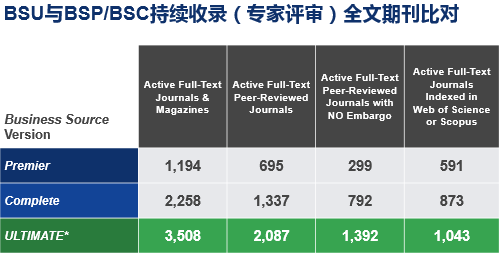 BSU与BSP/BSC持续收录（专家评审）全文期刊比对
Business Source
Version
Active Full-Text
Journals &
Magazines
Active Full-Text
Peer-Reviewed
Journals
Active Full-Text
Peer-Reviewed
Journals with
NO Embargo
Active Full-Text
Journals
Indexed in
Web of Science
or Scopus
Premier 1,194 695 299 591
Complete 2,258 1,337 792 873
ULTIMATE* 3,508 2,087 1,392 1,043